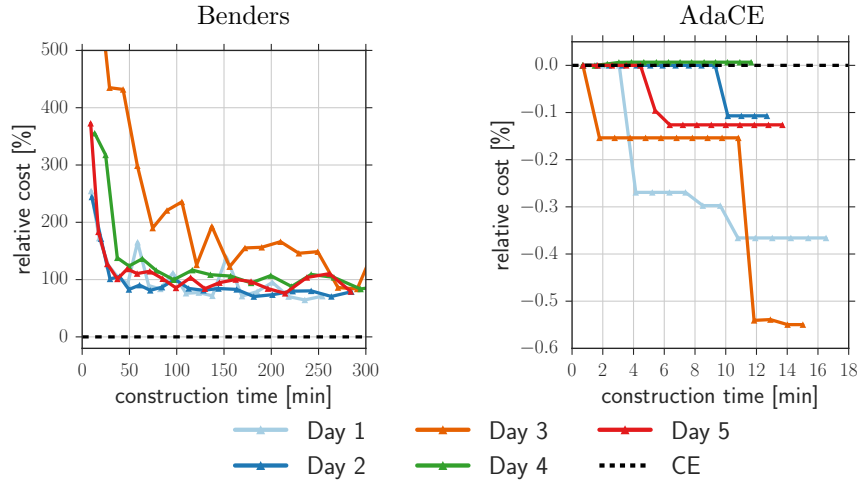 Benders
AdaCE
relative cost [%]
500
400
300
200
100
0
0 50 100 150 200 250 300
construction time [min]
relative cost [%]
0.0
−0.1
−0.2
−0.3
−0.4
−0.5
−0.6
0 2 4 6 8 10 12 14 16 18
construction time [min]
Day 1 Day 3 Day 5
Day 2 Day 4 CE